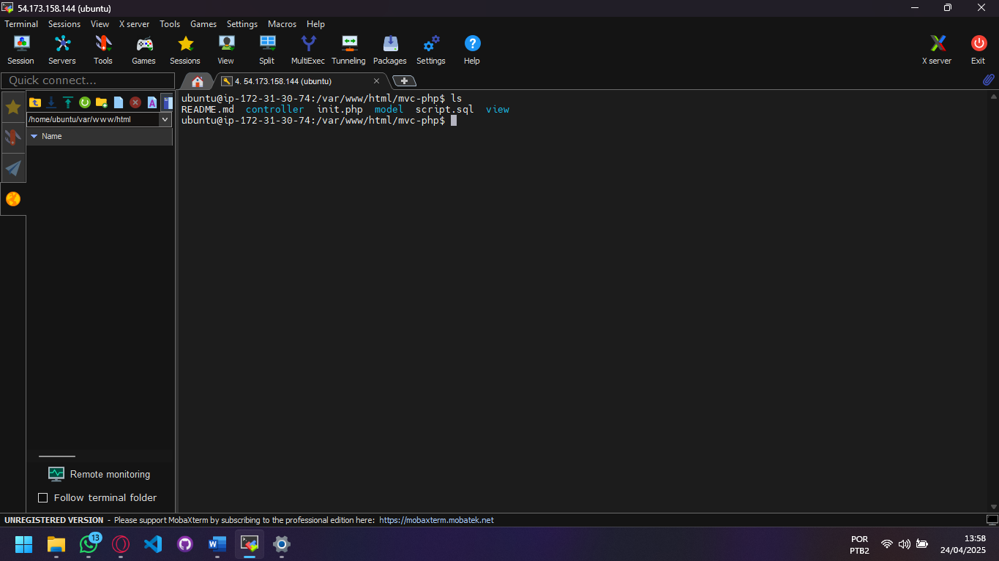 54.173.158.144 (ubuntu)
Terminal Sessions View X server Tools Games Settings Macros Help
Session Servers Tools Games Sessions View Split MultiExec Tunneling Packages Settings Help X server Exit
Quick connect...
4. 54.173.158.144 (ubuntu)
/home/ubuntu/var/www/html
Name
ubuntu@ip-172-31-30-74:/var/www/html/mvc-php$ ls
README.md controller init.php model script.sql view
ubuntu@ip-172-31-30-74:/var/www/html/mvc-php$
Remote monitoring
Follow terminal folder
UNREGISTERED VERSION - Please support MobaXterm by subscribing to the professional edition here: https://mobaxterm.mobatek.net
13
POR
PTB2
13:58
24/04/2025